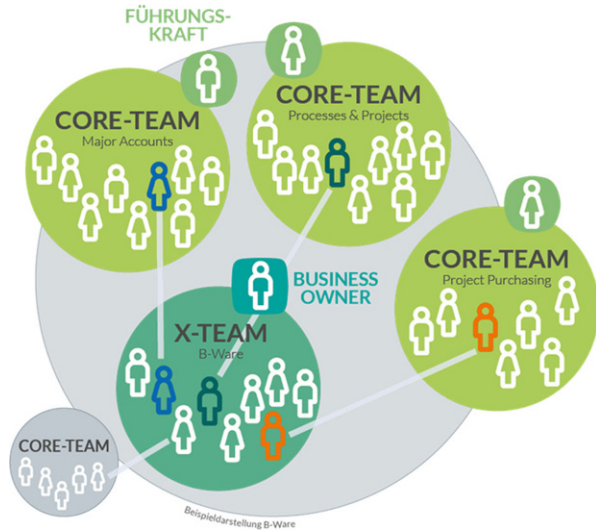 FÜHRUNGS-
KRAFT
CORE-TEAM
Major Accounts
CORE-TEAM
Processes & Projects
CORE-TEAM
Project Purchasing
BUSINESS
OWNER
X-TEAM
B-Ware
CORE-TEAM
Beispieldarstellung B-Ware